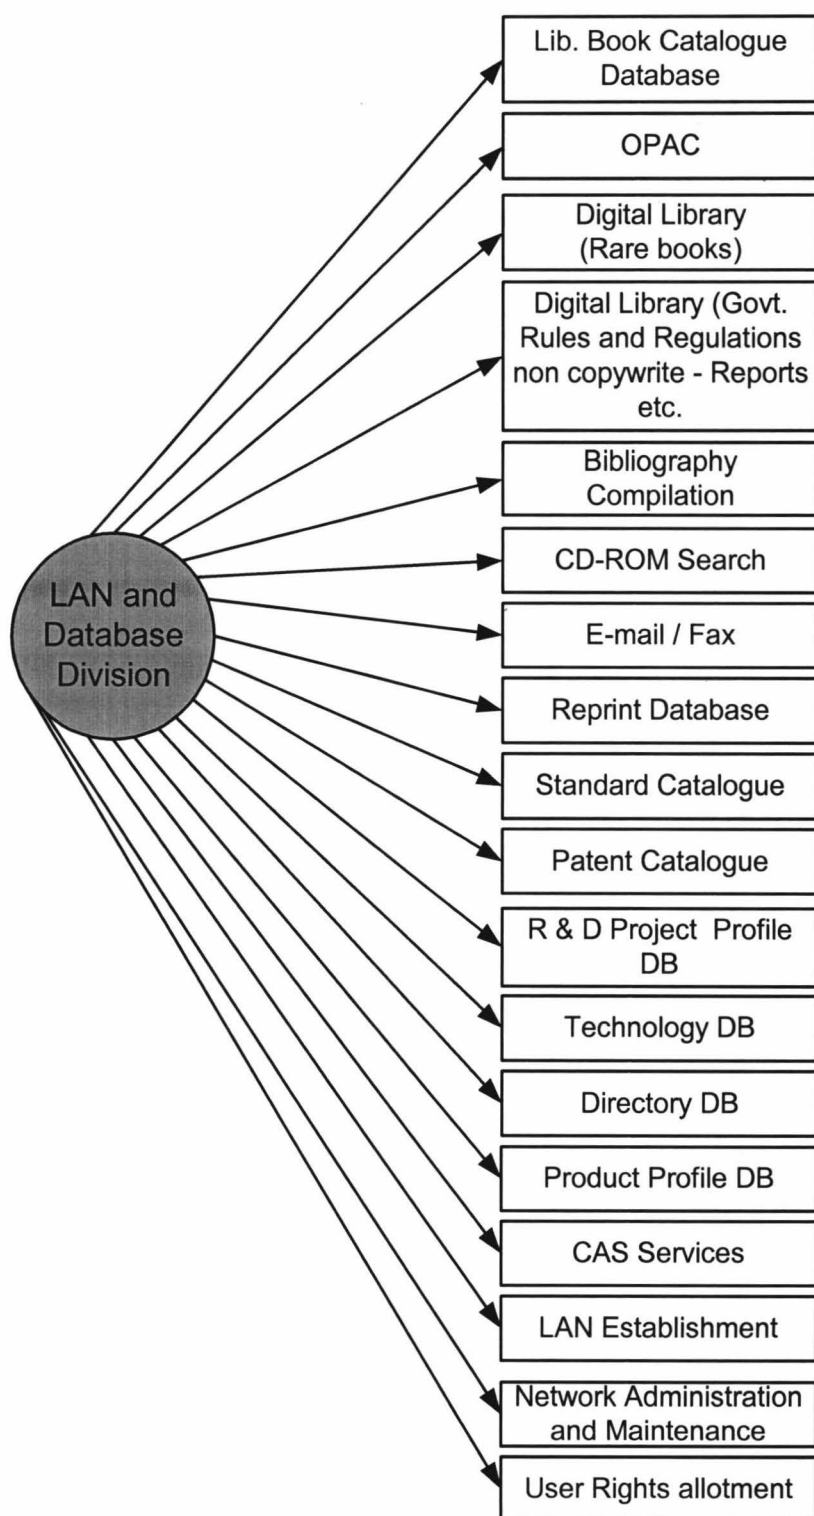 Lib. Book Catalogue
Database
OPAC
Digital Library
(Rare books)
Digital Library (Govt.
Rules and Regulations
non copywrite - Reports
etc.
Bibliography
Compilation
CD-ROM Search
LAN and
Database
Division
E-mail / Fax
Reprint Database
Standard Catalogue
Patent Catalogue
R & D Project Profile
DB
Technology DB
Directory DB
Product Profile DB
CAS Services
LAN Establishment
Network Administration
and Maintenance
User Rights allotment